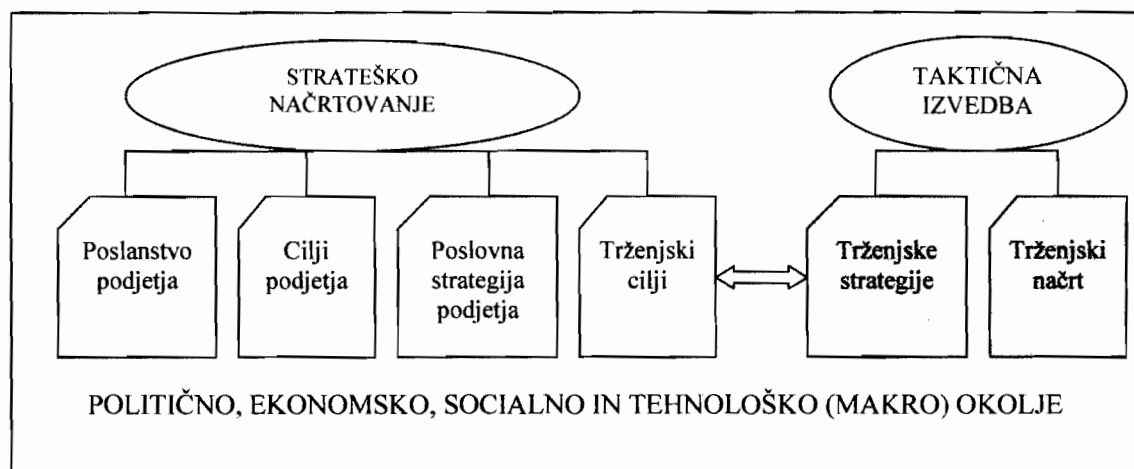 STRATEŠKO
NAČRTOVANJE
TAKTIČNA
IZVEDBA
Poslanstvo
podjetja
Cilji
podjetja
Poslovna
strategija
podjetja
Trženjski
cilji
Trženjske
strategije
Trženjski
načrt
POLITIČNO, EKONOMSKO, SOCIALNO IN TEHNOLOŠKO (MAKRO) OKOLJE